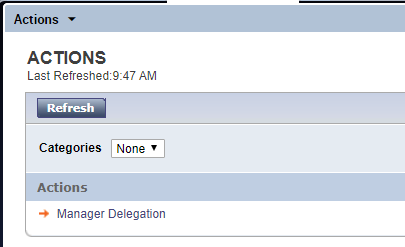 Actions
ACTIONS
Last Refreshed:9:47 AM
Refresh
Categories None
Actions
Manager Delegation